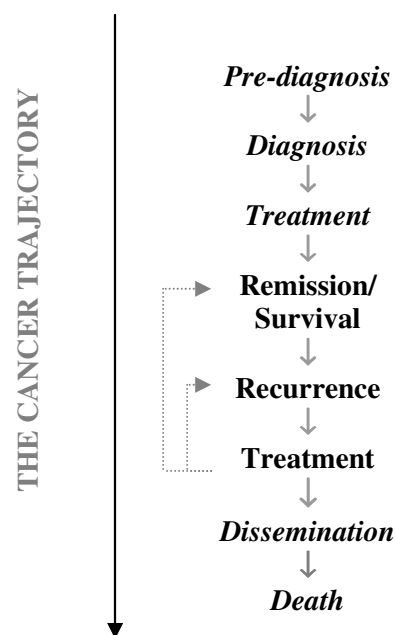 THE CANCER TRAJECTORY
Pre-diagnosis
Diagnosis
Treatment
Remission/
Survival
Recurrence
Treatment
Dissemination
Death